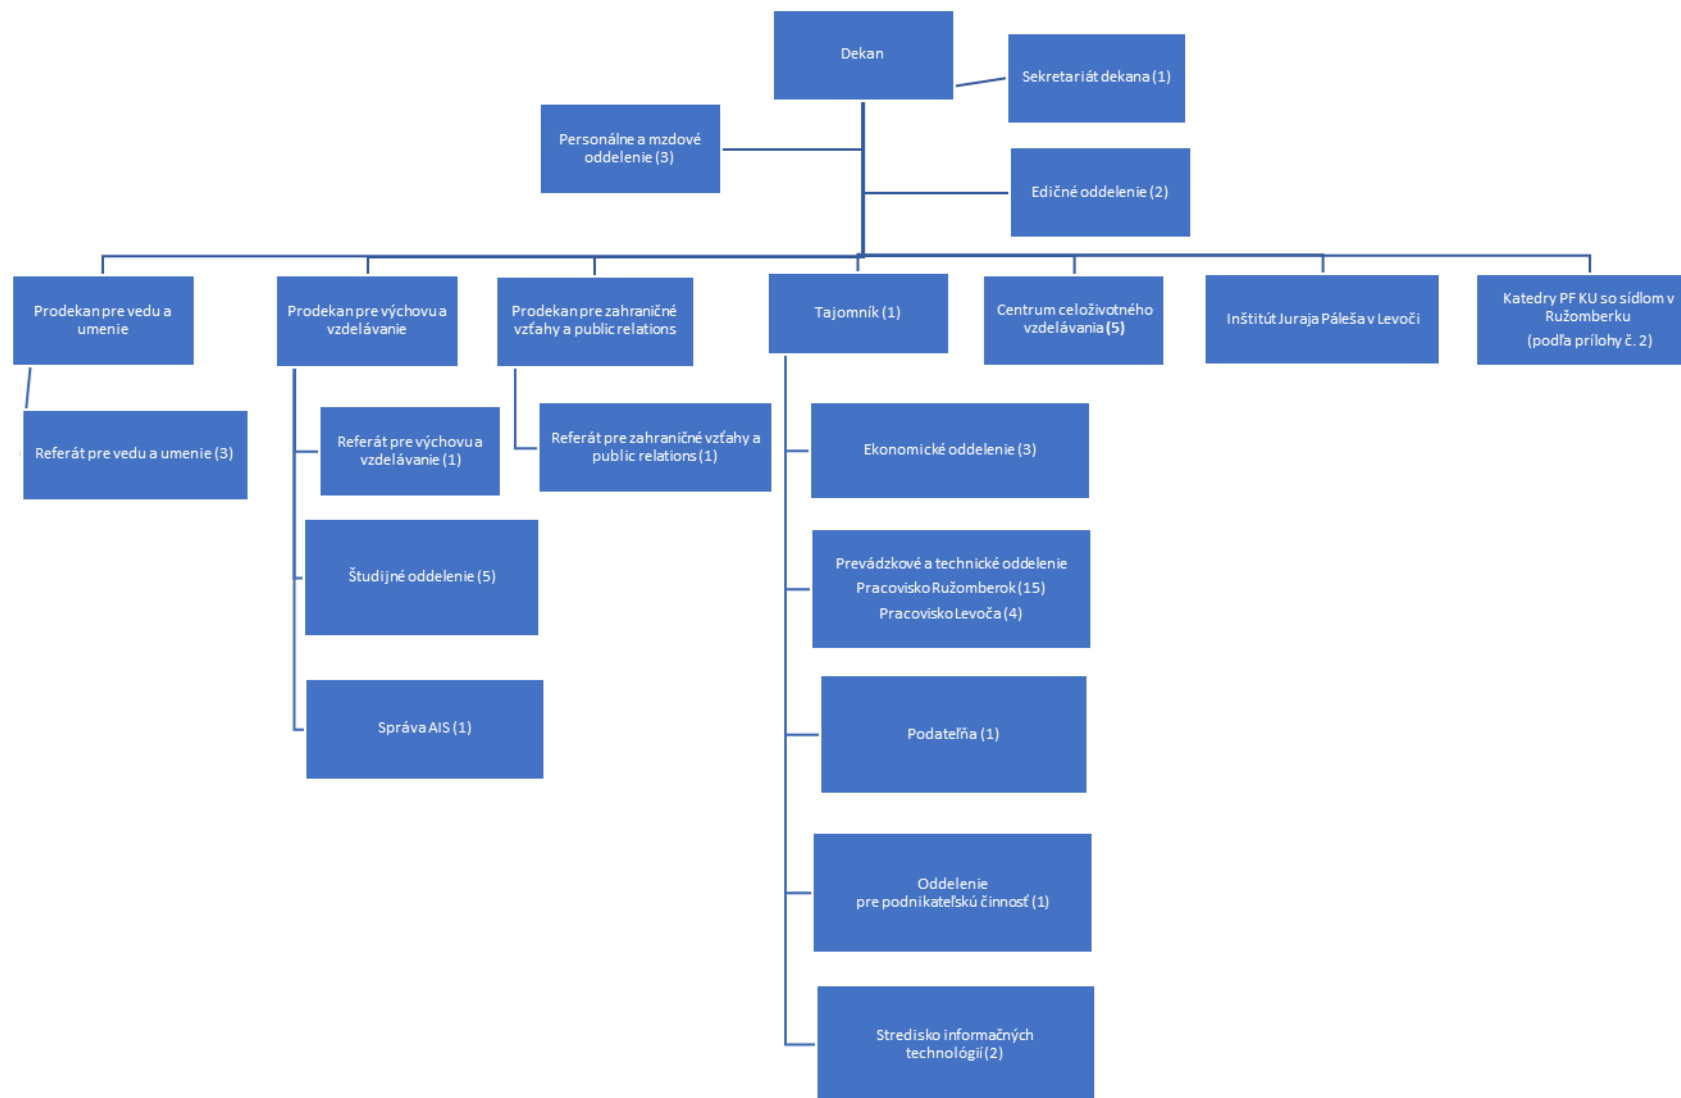 Dekan
Sekretariát dekana (1)
Personálne a mzdové
oddelenie (3)
Edičné oddelenie (2)
Prodekan pre vedu a
umenie
Prodekan pre výchovu a
vzdelávanie
Prodekan pre zahraničné
vzťahy a public relations
Tajomník (1)
Centrum celoživotného
vzdelávania (5)
Inštitút Juraja Páleša v Levoči
Katedry PF KU so sídlom v
Ružomberku
(podľa prílohy č. 2)
Referát pre vedu a umenie (3)
Referát pre výchovu a
vzdelávanie (1)
Referát pre zahraničné vzťahy a
public relations (1)
Ekonomické oddelenie (3)
Študijné oddelenie (5)
Prevádzkové a technické oddelenie
Pracovisko Ružomberok (15)
Pracovisko Levoča (4)
Správa AIS (1)
Podateľňa (1)
Oddelenie
pre podnikateľskú činnosť (1)
Stredisko informačných
technológií (2)